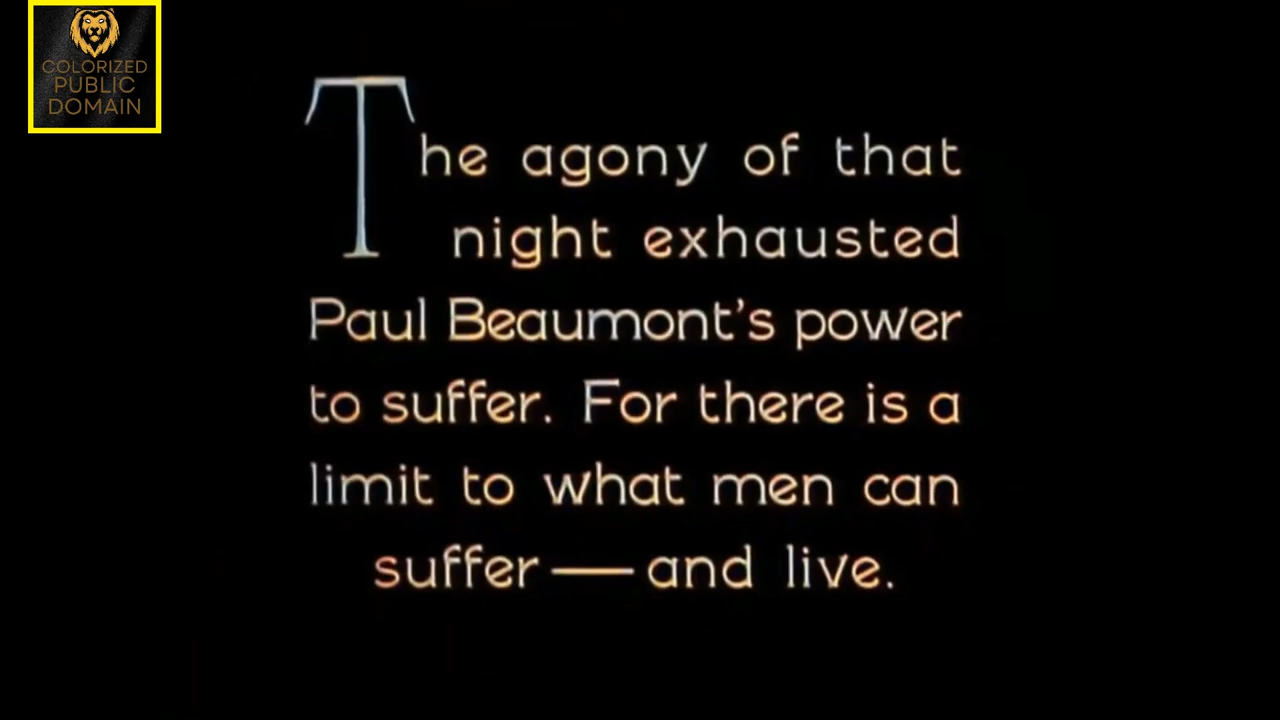 COLORIZED
PUBLIC
DOMAIN
The agony of that
night exhausted
Paul Beaumont's power
to suffer. For there is a
limit to what men can
suffer — and live.